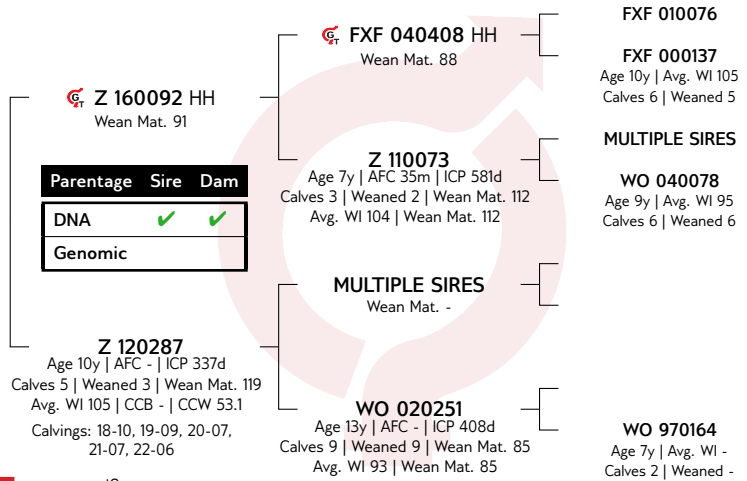 FXF 010076
FXF 040408 HH
Wean Mat. 88
FXF 000137
Age 10y | Avg. WI 105
Calves 6 | Weaned 5
Z 160092 HH
Wean Mat. 91
MULTIPLE SIRES
Z 110073
Age 7y | AFC 35m | ICP 581d
Calves 3 | Weaned 2 | Wean Mat. 112
Avg. WI 104 | Wean Mat. 112
WO 040078
Age 9y | Avg. WI 95
Calves 6 | Weaned 6
Parentage Sire Dam
DNA ✔ ✔
Genomic
MULTIPLE SIRES
Wean Mat. -
Z 120287
Age 10y | AFC - | ICP 337d
Calves 5 | Weaned 3 | Wean Mat. 119
Avg. WI 105 | CCB - | CCW 53.1
Calvings: 18-10, 19-09, 20-07,
21-07, 22-06
WO 020251
Age 13y | AFC - | ICP 408d
Calves 9 | Weaned 9 | Wean Mat. 85
Avg. WI 93 | Wean Mat. 85
WO 970164
Age 7y | Avg. WI -
Calves 2 | Weaned -